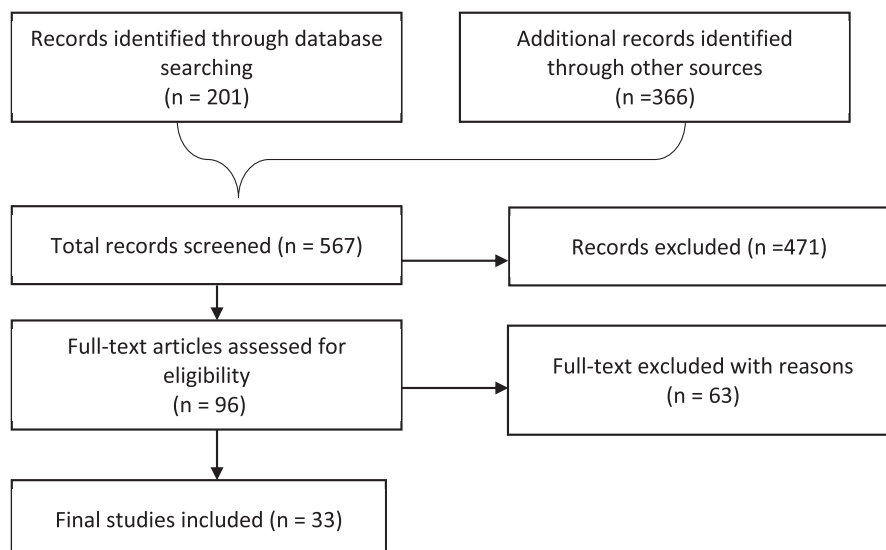 Records identified through database
searching
(n = 201)
Additional records identified
through other sources
(n =366)
Total records screened (n = 567)
Records excluded (n =471)
Full-text articles assessed for
eligibility
(n = 96)
Full-text excluded with reasons
(n = 63)
Final studies included (n = 33)